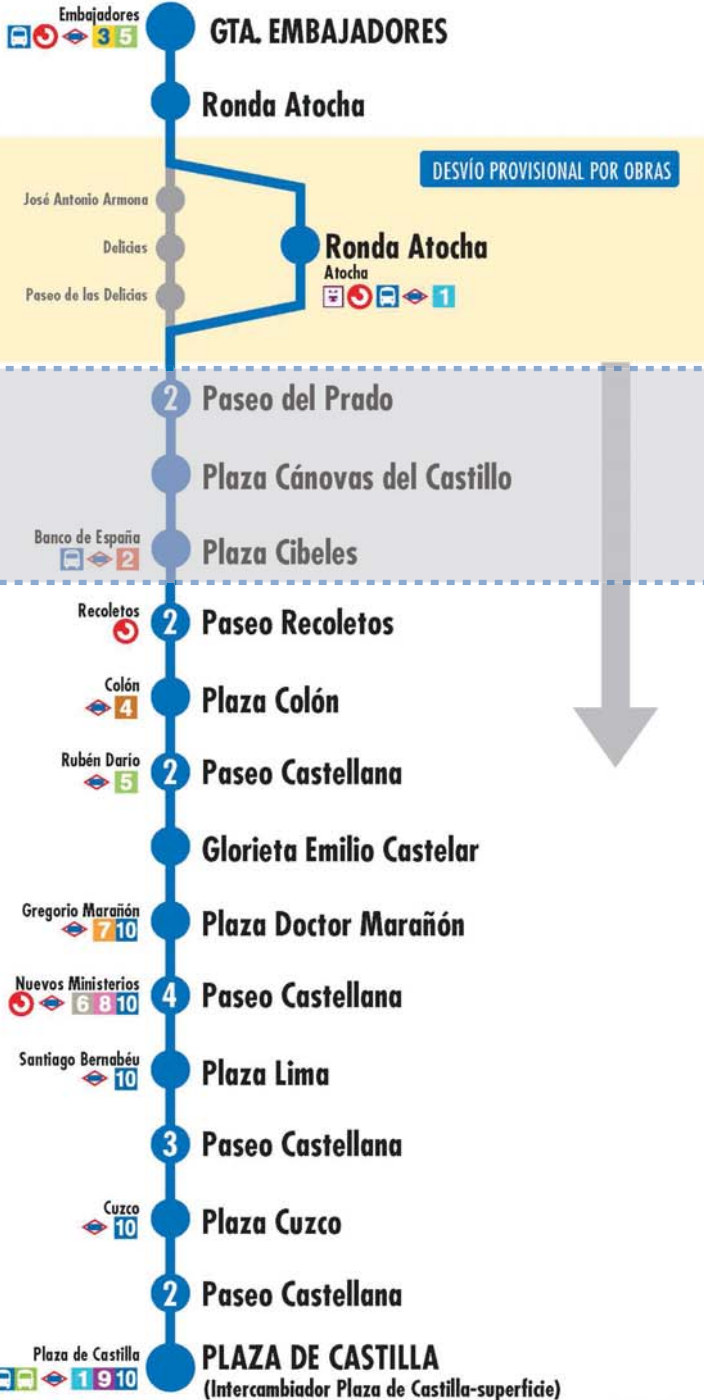 Embajadores
3 5
GTA. EMBAJADORES
Ronda Atocha
DESVÍO PROVISIONAL POR OBRAS
José Antonio Armona
Delicias
Paseo de las Delicias
Ronda Atocha
Atocha
1
2 Paseo del Prado
Plaza Cánovas del Castillo
Banco de España
2
Plaza Cibeles
Recoletos
2 Paseo Recoletos
Colón
4
Plaza Colón
Rubén Darío
5
2 Paseo Castellana
Glorieta Emilio Castelar
Gregorio Marañón
7 10
Plaza Doctor Marañón
Nuevos Ministerios
6 8 10
4 Paseo Castellana
Santiago Bernabéu
10
Plaza Lima
3 Paseo Castellana
Cuzco
10
Plaza Cuzco
2 Paseo Castellana
Plaza de Castilla
1 9 10
PLAZA DE CASTILLA
(Intercambiador Plaza de Castilla-superficie)